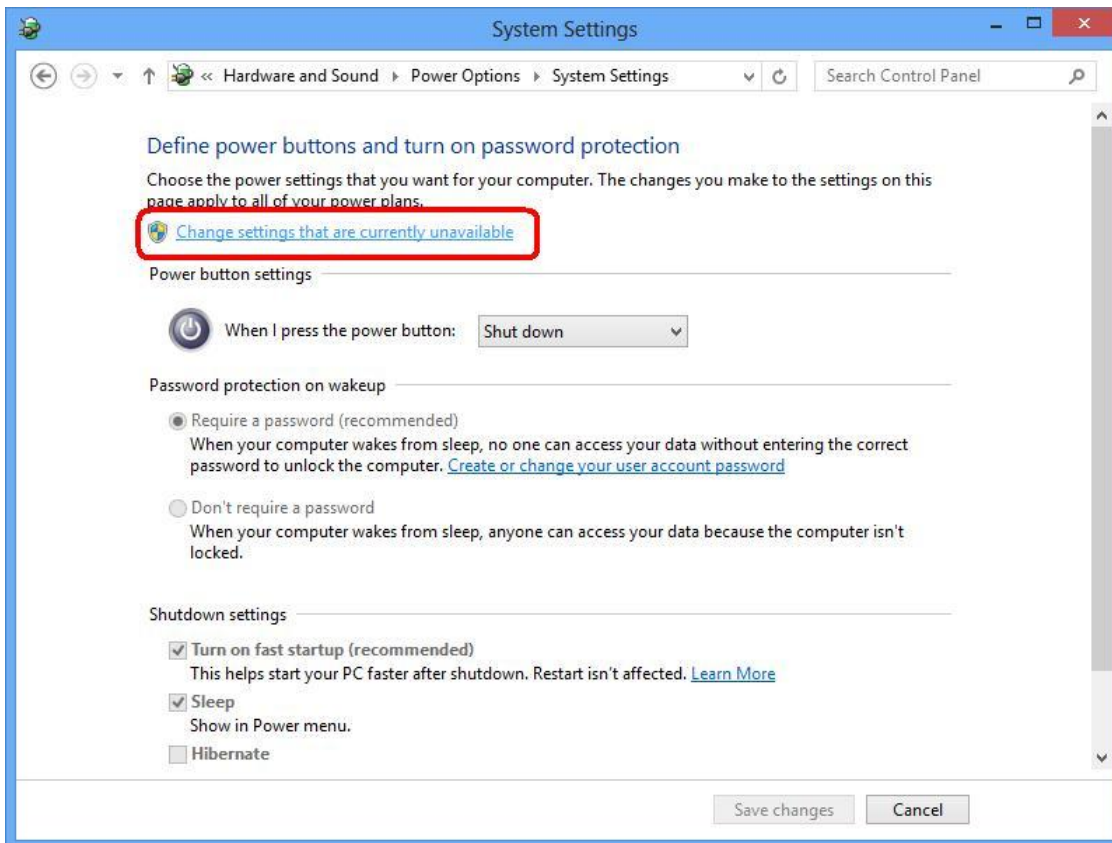 System Settings
« Hardware and Sound Power Options System Settings
Search Control Panel
Define power buttons and turn on password protection
Choose the power settings that you want for your computer. The changes you make to the settings on this
page apply to all of your power plans.
Change settings that are currently unavailable
Power button settings
When I press the power button: Shut down
Password protection on wakeup
Require a password (recommended)
When your computer wakes from sleep, no one can access your data without entering the correct
password to unlock the computer. Create or change your user account password
Don't require a password
When your computer wakes from sleep, anyone can access your data because the computer isn't
locked.
Shutdown settings
Turn on fast startup (recommended)
This helps start your PC faster after shutdown. Restart isn't affected. Learn More
Sleep
Show in Power menu.
Hibernate
Save changes Cancel